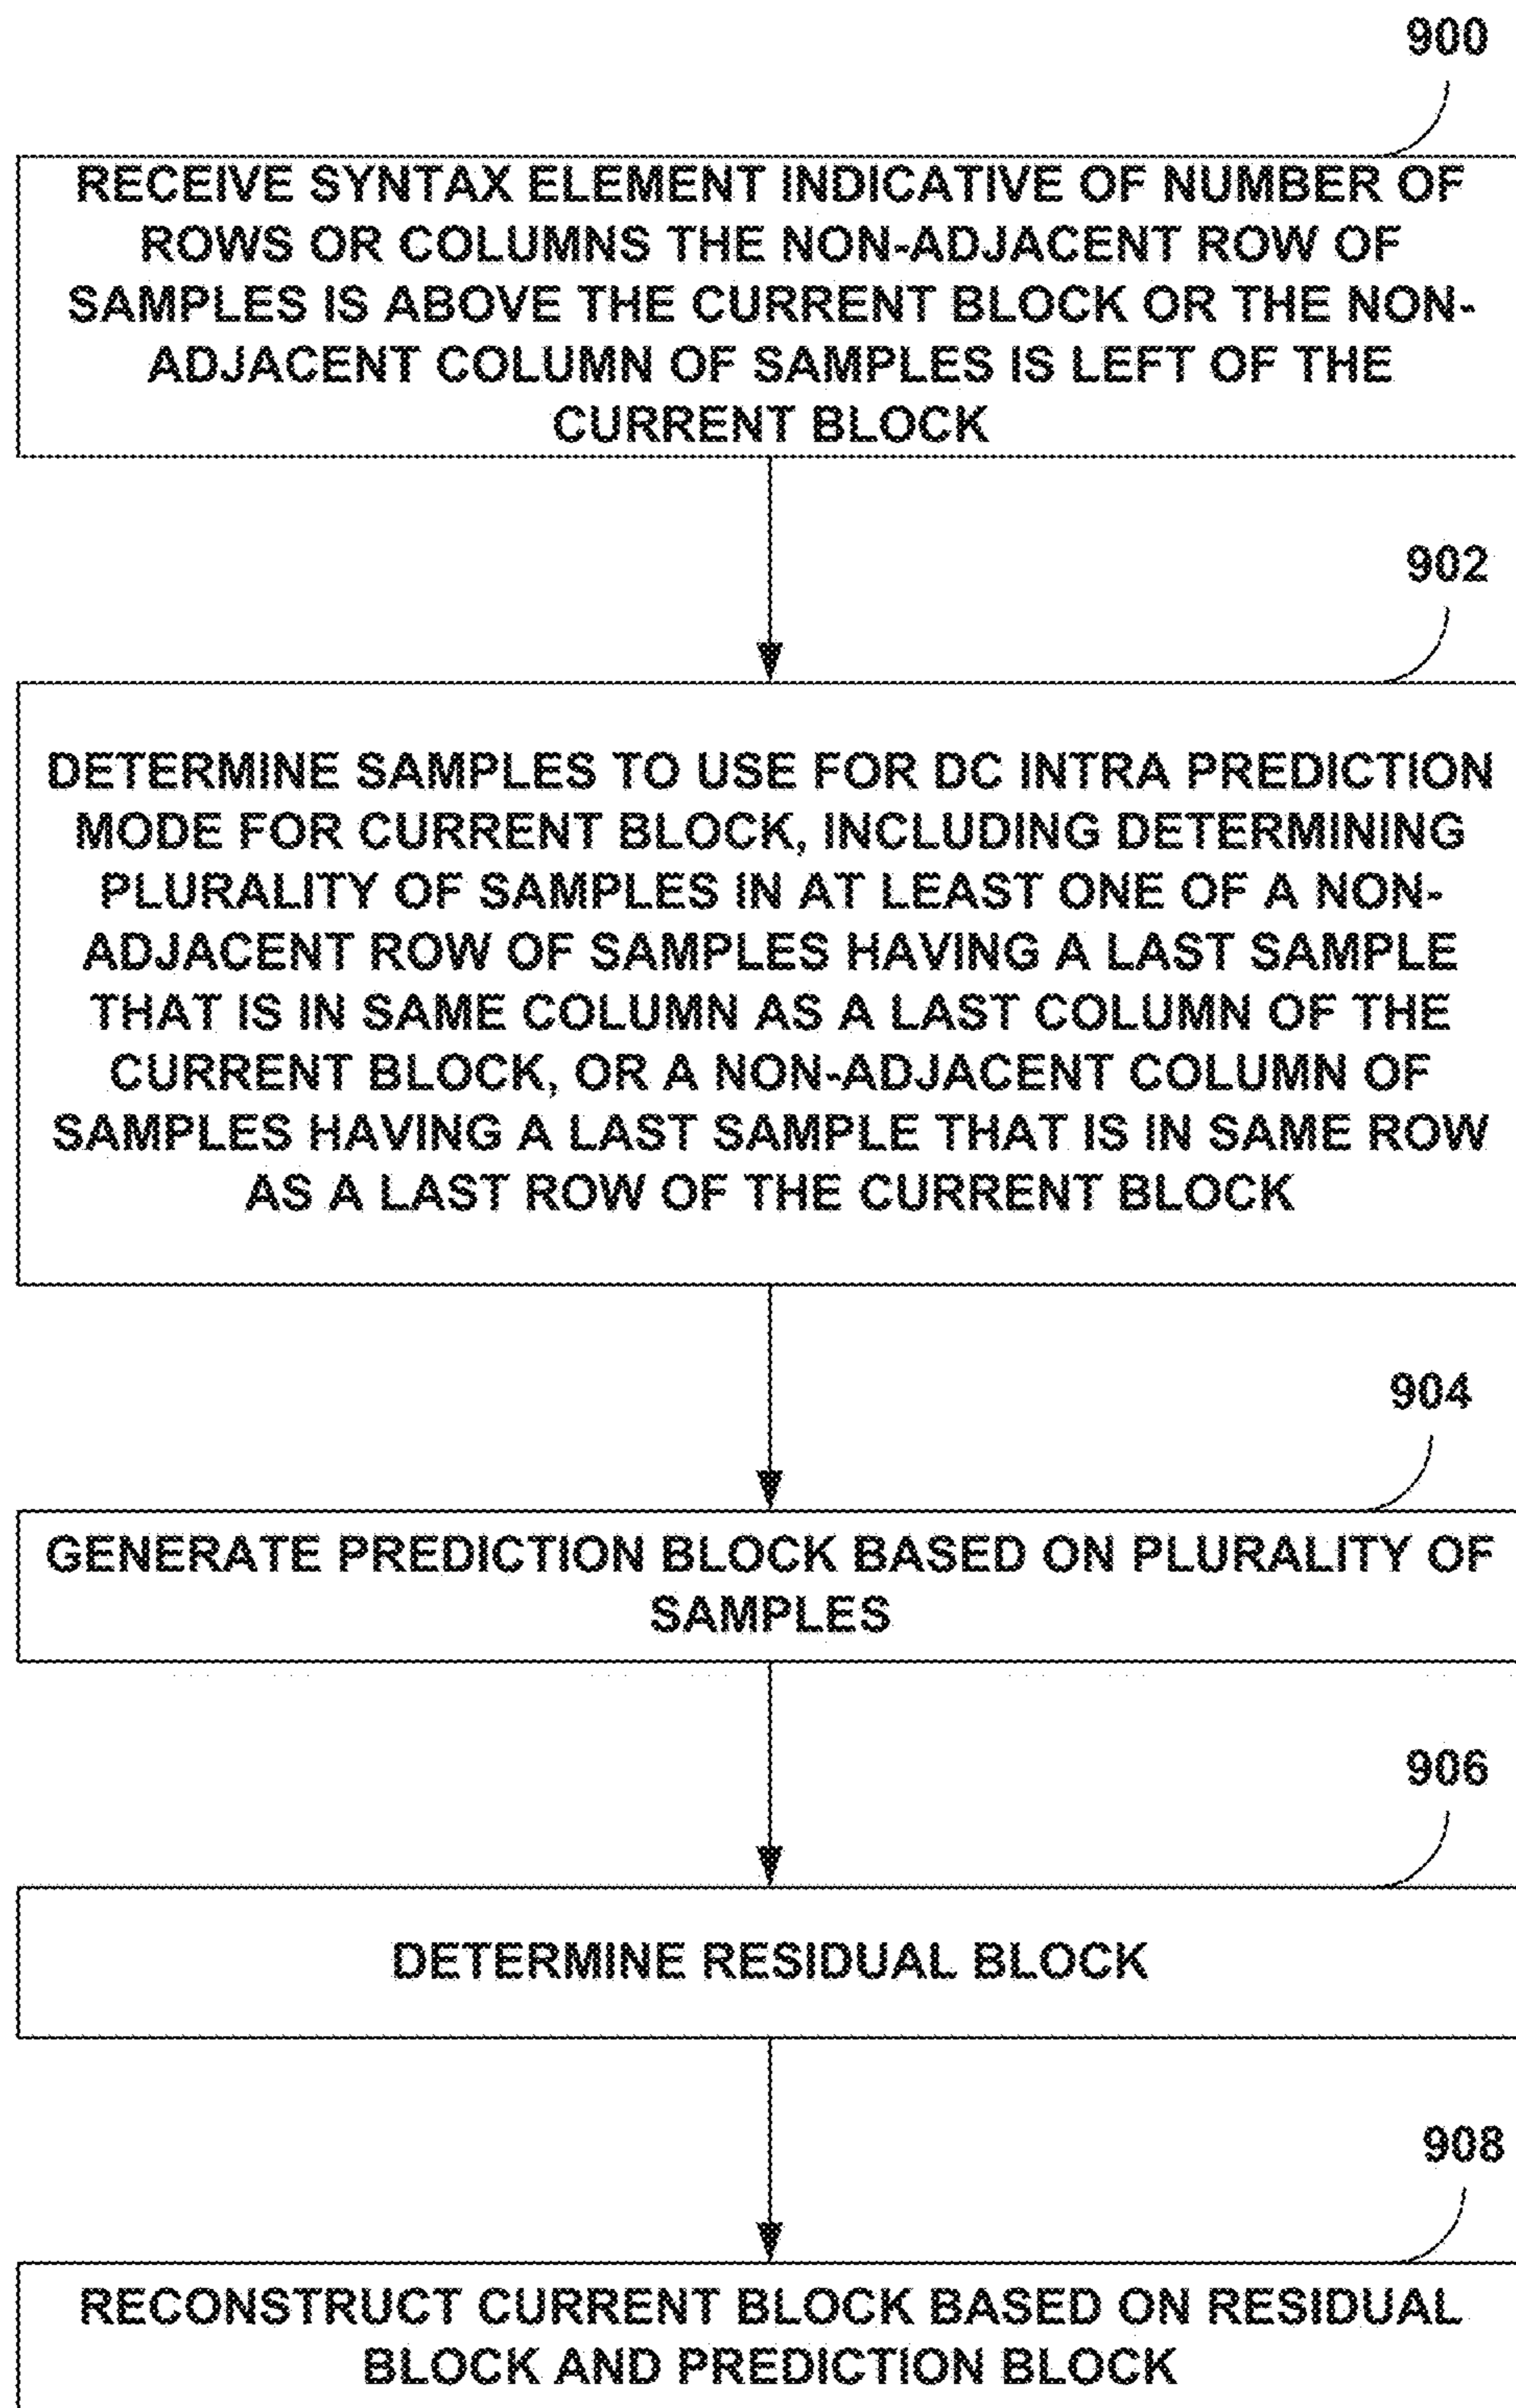 900
RECEIVE SYNTAX ELEMENT INDICATIVE OF NUMBER OF
ROWS OR COLUMNS THE NON-ADJACENT ROW OF
SAMPLES IS ABOVE THE CURRENT BLOCK OR THE NON-
ADJACENT COLUMN OF SAMPLES IS LEFT OF THE
CURRENT BLOCK
902
DETERMINE SAMPLES TO USE FOR DC INTRA PREDICTION
MODE FOR CURRENT BLOCK, INCLUDING DETERMINING
PLURALITY OF SAMPLES IN AT LEAST ONE OF A NON-
ADJACENT ROW OF SAMPLES HAVING A LAST SAMPLE
THAT IS IN SAME COLUMN AS A LAST COLUMN OF THE
CURRENT BLOCK, OR A NON-ADJACENT COLUMN OF
SAMPLES HAVING A LAST SAMPLE THAT IS IN SAME ROW
AS A LAST ROW OF THE CURRENT BLOCK
904
GENERATE PREDICTION BLOCK BASED ON PLURALITY OF
SAMPLES
906
DETERMINE RESIDUAL BLOCK
908
RECONSTRUCT CURRENT BLOCK BASED ON RESIDUAL
BLOCK AND PREDICTION BLOCK